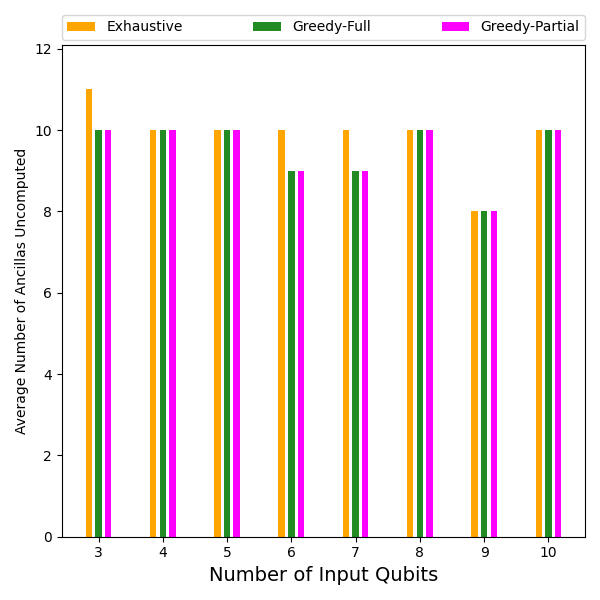 Exhaustive Greedy-Full Greedy-Partial
12
10
8
6
4
2
0
Average Number of Ancillas Uncomputed
3 4 5 6 7 8 9 10
Number of Input Qubits